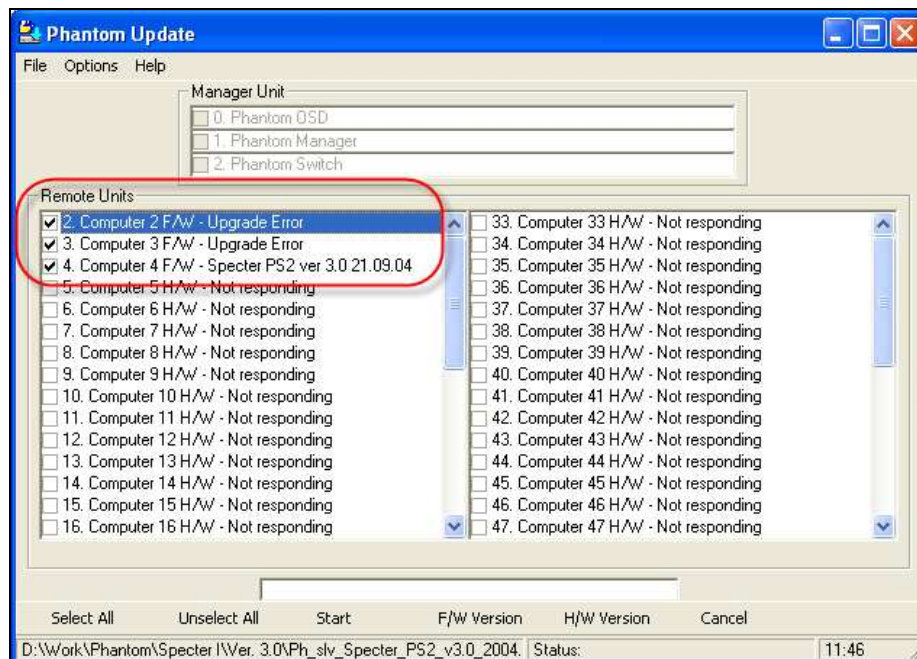 Phantom Update
File Options Help
Manager Unit
0. Phantom OSD
1. Phantom Manager
2. Phantom Switch
Remote Units
2. Computer 2 F/W - Upgrade Error
3. Computer 3 F/W - Upgrade Error
4. Computer 4 F/W - Specter PS2 ver 3.0 21.09.04
5. Computer 5 H/W - Not responding
6. Computer 6 H/W - Not responding
7. Computer 7 H/W - Not responding
8. Computer 8 H/W - Not responding
9. Computer 9 H/W - Not responding
10. Computer 10 H/W - Not responding
11. Computer 11 H/W - Not responding
12. Computer 12 H/W - Not responding
13. Computer 13 H/W - Not responding
14. Computer 14 H/W - Not responding
15. Computer 15 H/W - Not responding
16. Computer 16 H/W - Not responding
33. Computer 33 H/W - Not responding
34. Computer 34 H/W - Not responding
35. Computer 35 H/W - Not responding
36. Computer 36 H/W - Not responding
37. Computer 37 H/W - Not responding
38. Computer 38 H/W - Not responding
39. Computer 39 H/W - Not responding
40. Computer 40 H/W - Not responding
41. Computer 41 H/W - Not responding
42. Computer 42 H/W - Not responding
43. Computer 43 H/W - Not responding
44. Computer 44 H/W - Not responding
45. Computer 45 H/W - Not responding
46. Computer 46 H/W - Not responding
47. Computer 47 H/W - Not responding
Select All Unselect All Start F/W Version H/W Version Cancel
D:\Work\Phantom\Specter I\Ver. 3.0\Ph_slv_Specter_PS2_v3.0_2004. Status: 11:46